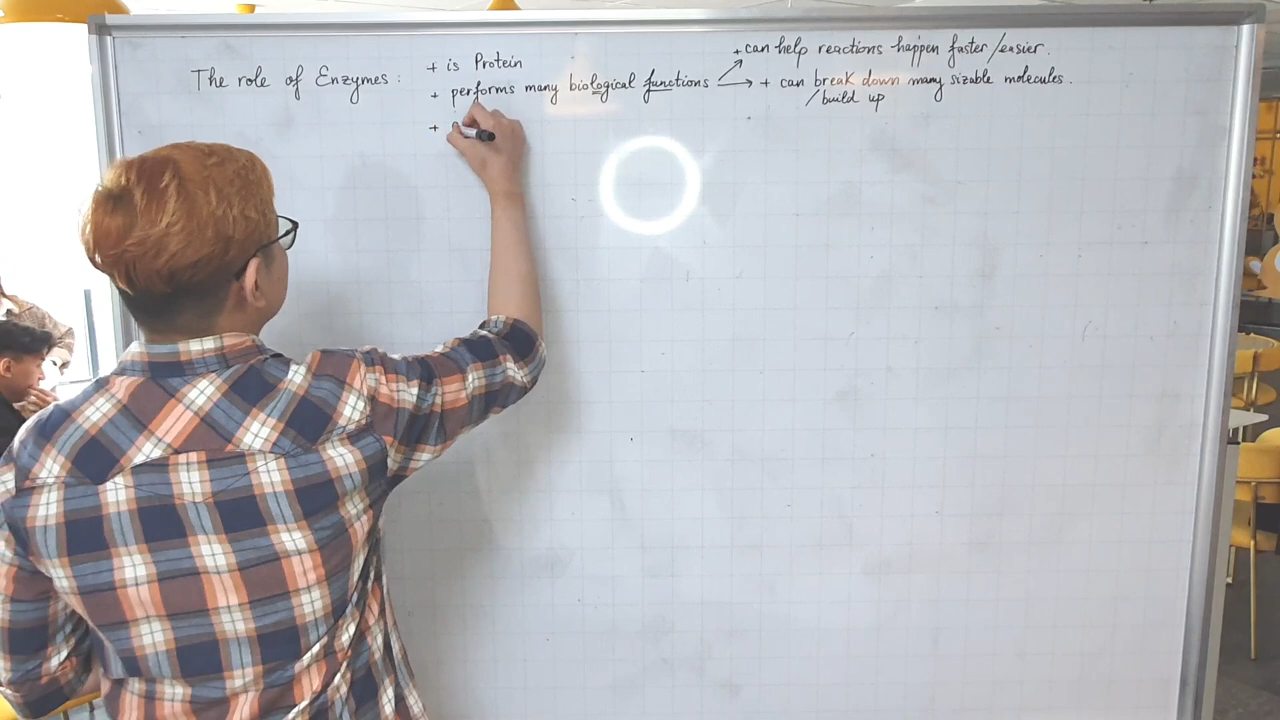 The role of Enzymes :
+ is Protein
+ performs many biological functions
+ can help reactions happen faster/easier.
+ can break down many sizable molecules.
/build up
+